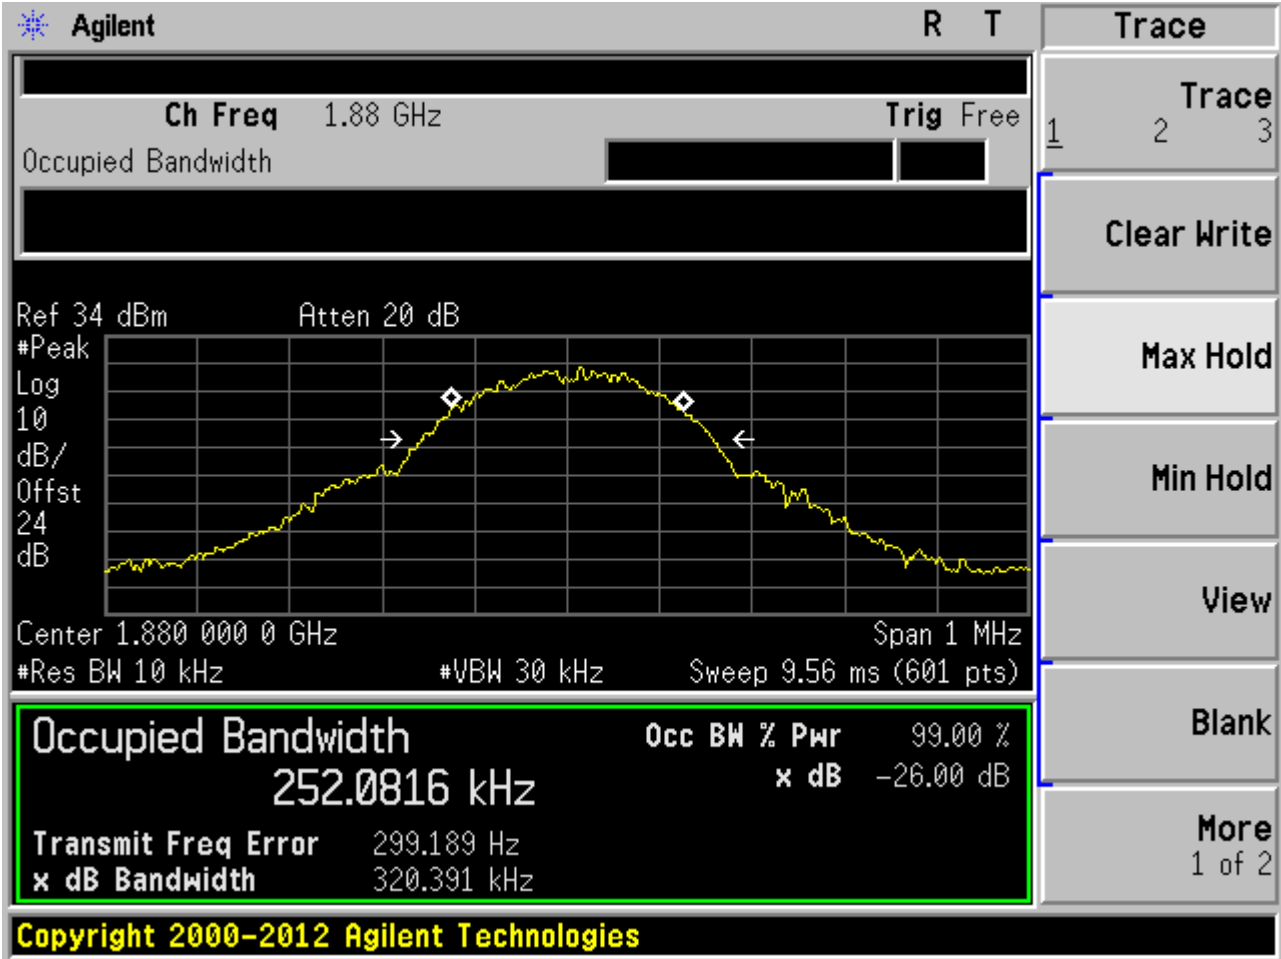 Agilent R T Trace
Ch Freq 1.88 GHz Trig Free
Occupied Bandwidth
Trace
1 2 3
Clear Write
Max Hold
Min Hold
View
Blank
More
1 of 2
Ref 34 dBm Atten 20 dB
#Peak
Log
10
dB/
Offst
24
dB
Center 1.880 000 0 GHz Span 1 MHz
#Res BW 10 kHz #VBW 30 kHz Sweep 9.56 ms (601 pts)
Occupied Bandwidth Occ BW % Pwr 99.00 %
252.0816 kHz x dB -26.00 dB
Transmit Freq Error 299.189 Hz
x dB Bandwidth 320.391 kHz
Copyright 2000-2012 Agilent Technologies